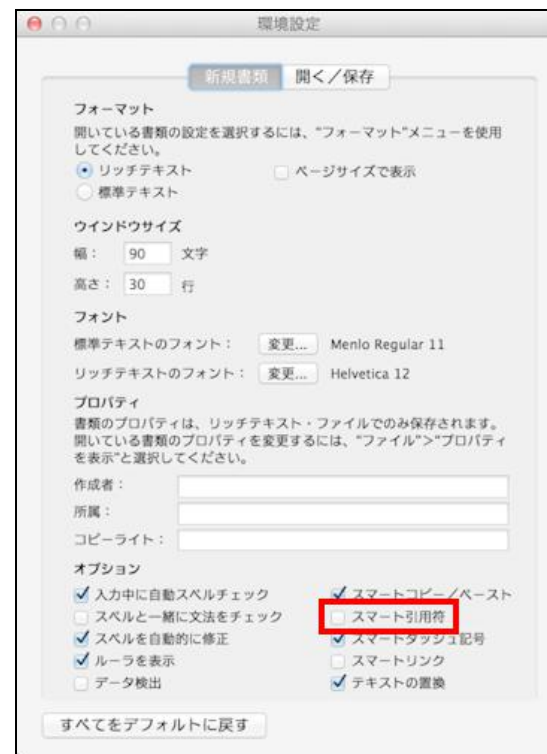 環境設定
新規書類 開く／保存
フォーマット
開いている書類の設定を選択するには、“フォーマット”メニューを使用
してください。
リッチテキスト ページサイズで表示
標準テキスト
ウインドウサイズ
幅： 90 文字
高さ： 30 行
フォント
標準テキストのフォント： 変更... Menlo Regular 11
リッチテキストのフォント： 変更... Helvetica 12
プロパティ
書類のプロパティは、リッチテキスト・ファイルでのみ保存されます。
開いている書類のプロパティを変更するには、“ファイル”>“プロパティ
を表示”と選択してください。
作成者：
所属：
コピーライト：
オプション
入力中に自動スペルチェック スマートコピー／ペースト
スペルと一緒に文法をチェック スマート引用符
スペルを自動的に修正 スマートダッシュ記号
ルーラを表示 スマートリンク
データ検出 テキストの置換
すべてをデフォルトに戻す